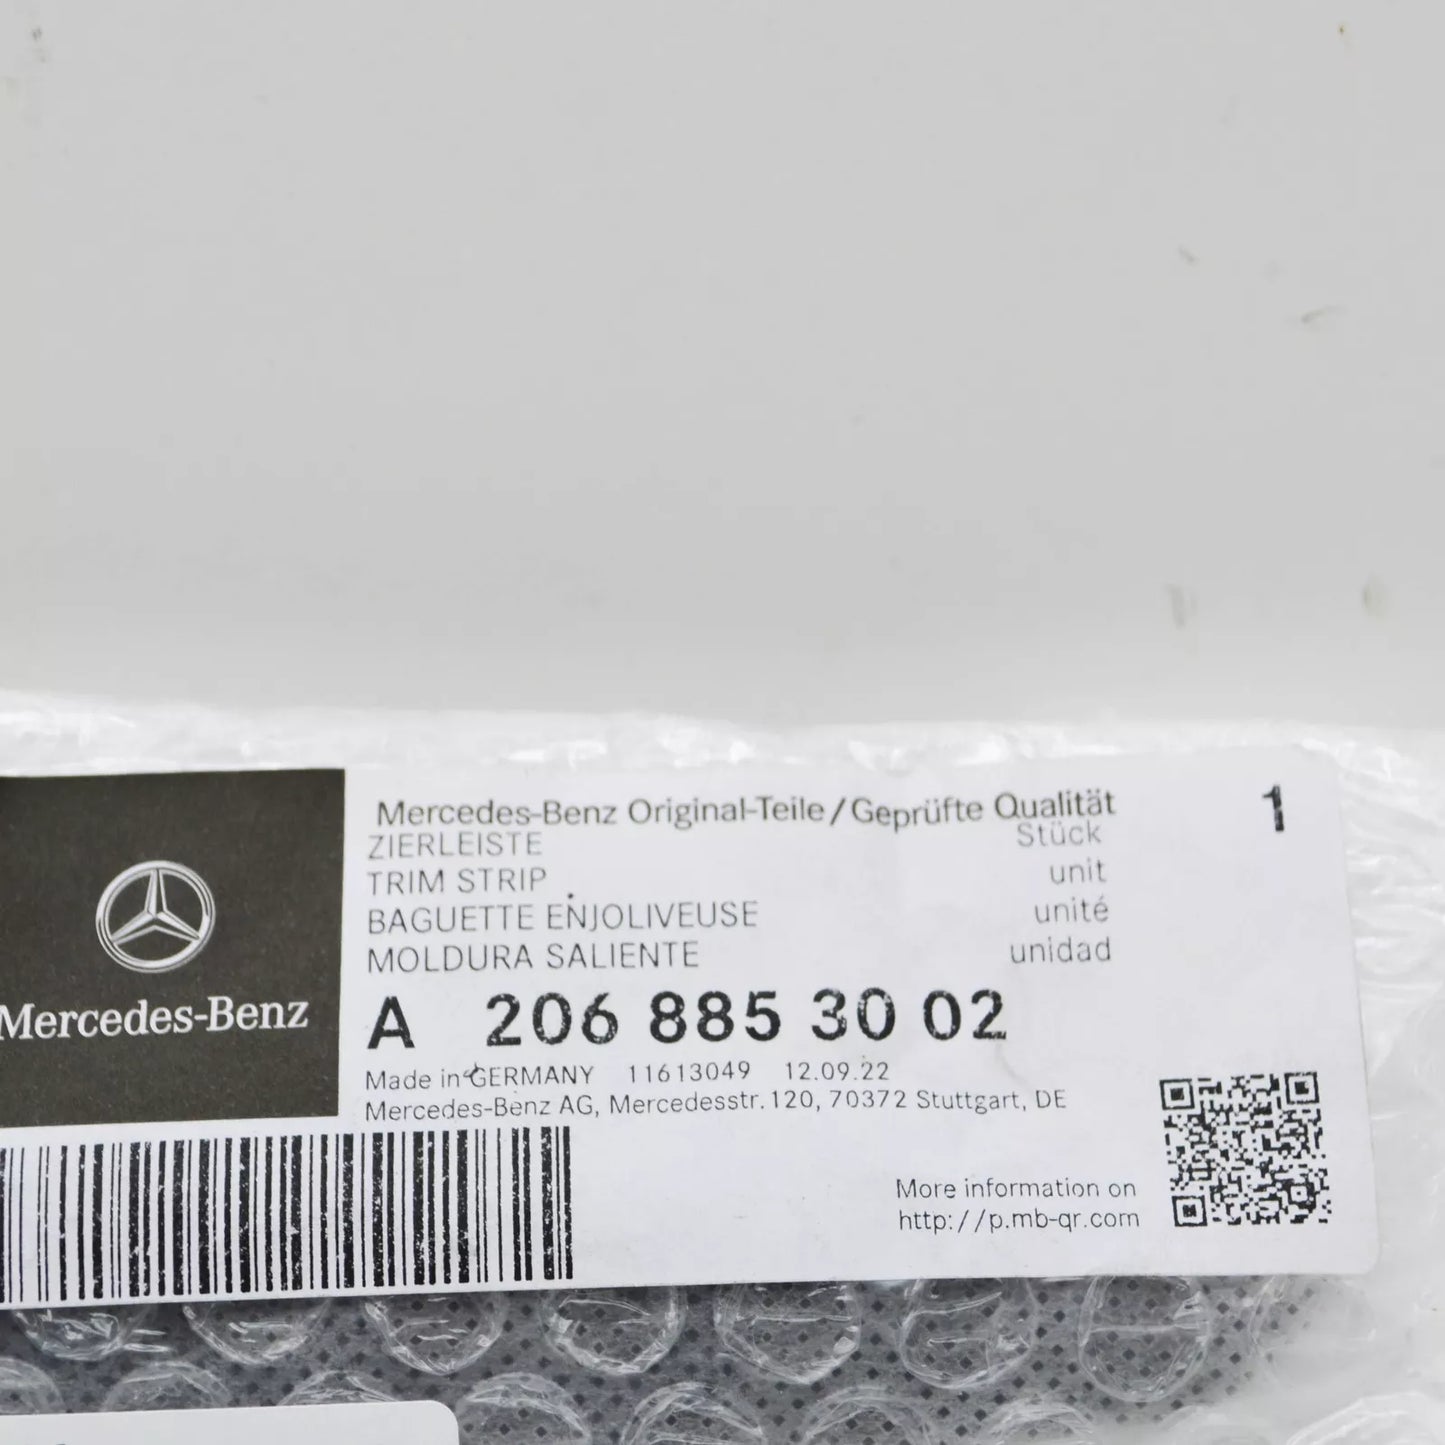 Mercedes-Benz Original-Teile/Geprüfte Qualität 1
ZIERLEISTE Stück
TRIM STRIP unit
BAGUETTE ENJOLIVEUSE unité
MOLDURA SALIENTE unidad
Mercedes-Benz
A 206 885 30 02
Made in GERMANY 11613049 12.09.22
Mercedes-Benz AG, Mercedesstr. 120, 70372 Stuttgart, DE
More information on
http://p.mb-qr.com